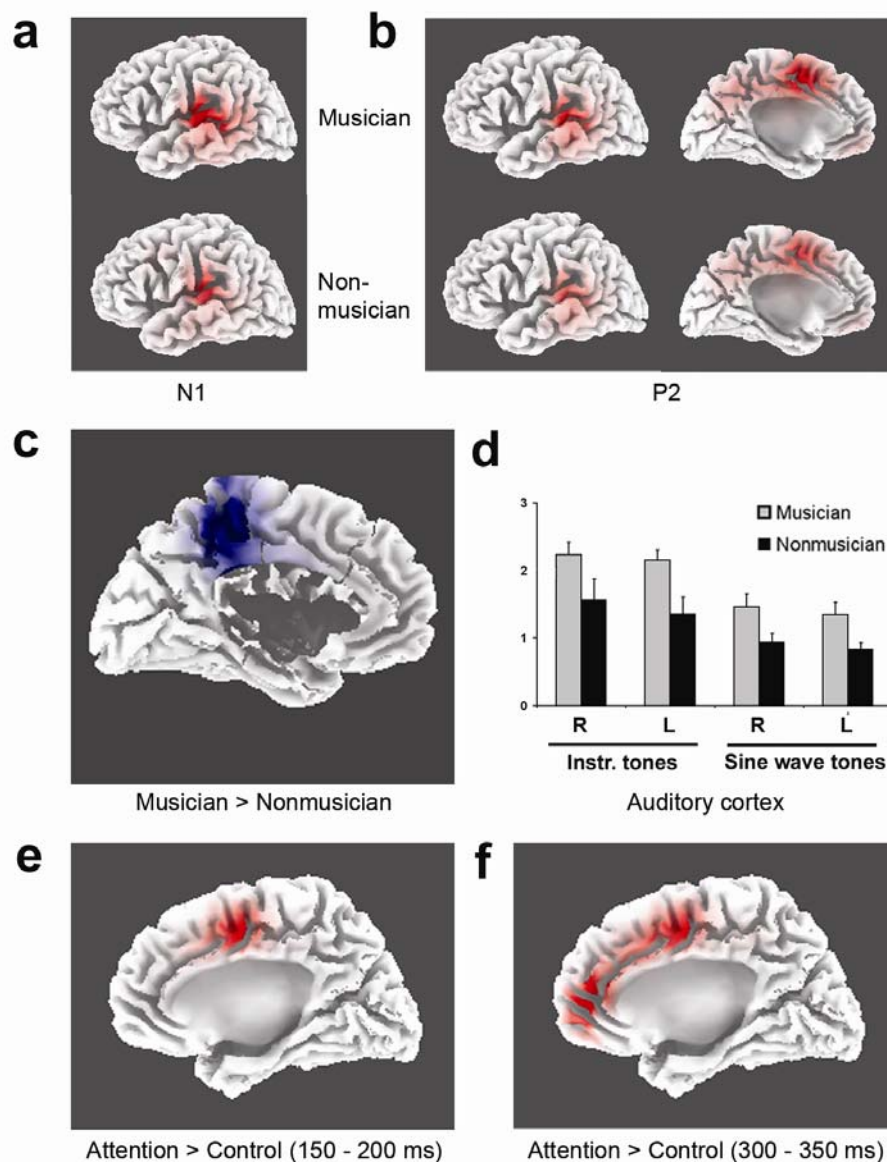 a
b
Musician
Non-
musician
N1
P2
c
Musician > Nonmusician
d
3
2
1
0
Musician
Nonmusician
R L R L
Instr. tones Sine wave tones
Auditory cortex
e
Attention > Control (150 - 200 ms)
f
Attention > Control (300 - 350 ms)